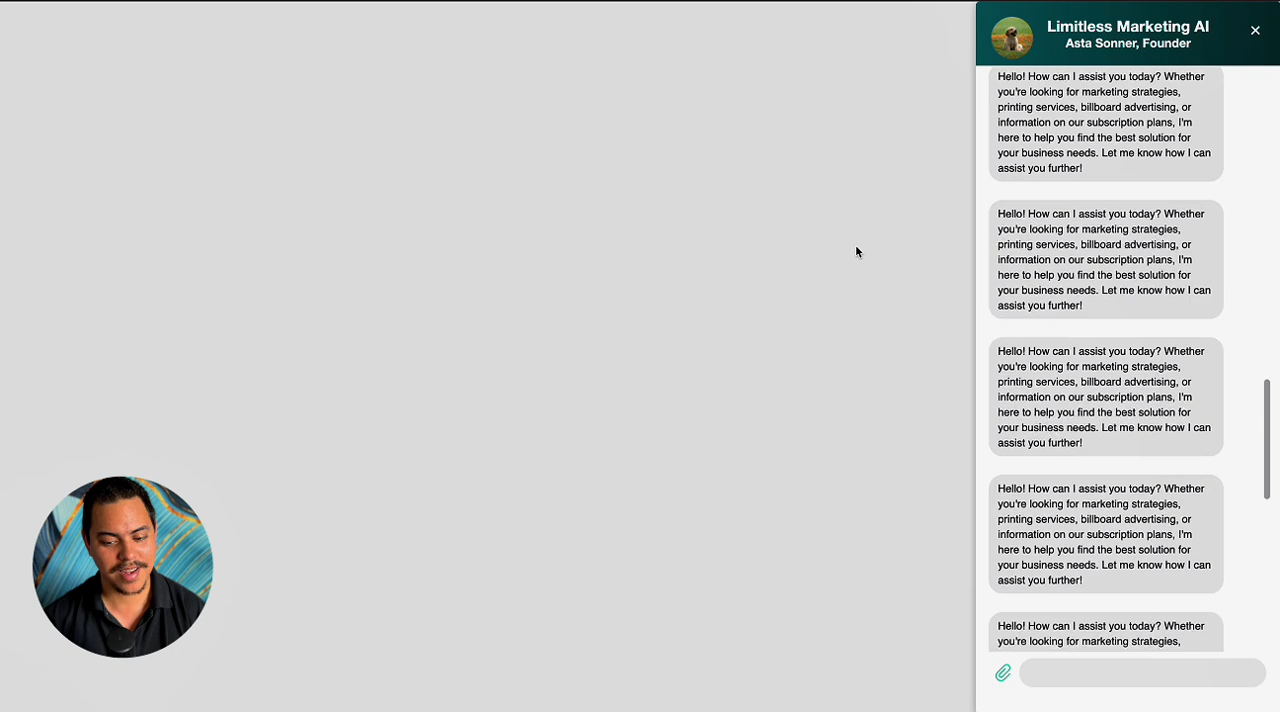 Limitless Marketing AI
Asta Sonner, Founder
Hello! How can I assist you today? Whether
you're looking for marketing strategies,
printing services, billboard advertising, or
information on our subscription plans, I'm
here to help you find the best solution for
your business needs. Let me know how I can
assist you further!
Hello! How can I assist you today? Whether
you're looking for marketing strategies,
printing services, billboard advertising, or
information on our subscription plans, I'm
here to help you find the best solution for
your business needs. Let me know how I can
assist you further!
Hello! How can I assist you today? Whether
you're looking for marketing strategies,
printing services, billboard advertising, or
information on our subscription plans, I'm
here to help you find the best solution for
your business needs. Let me know how I can
assist you further!
Hello! How can I assist you today? Whether
you're looking for marketing strategies,
printing services, billboard advertising, or
information on our subscription plans, I'm
here to help you find the best solution for
your business needs. Let me know how I can
assist you further!
Hello! How can I assist you today? Whether
you're looking for marketing strategies,